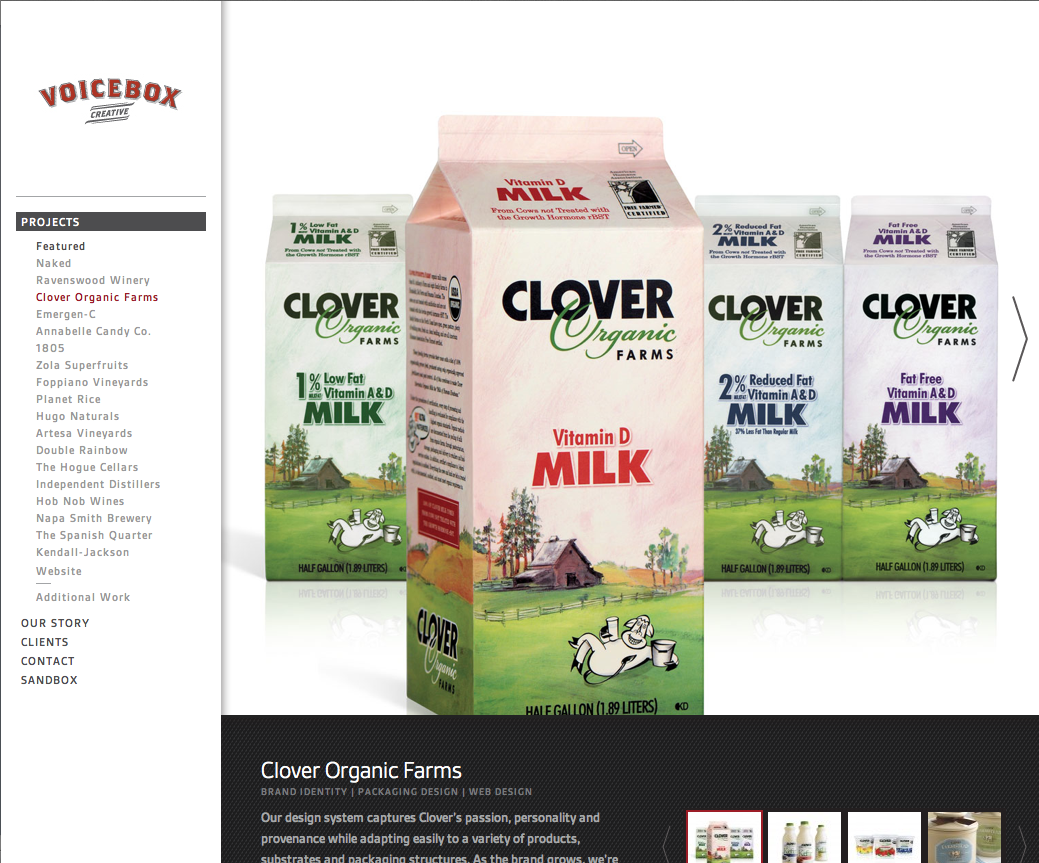 VOICEBOX
CREATIVE
PROJECTS
Featured
Naked
Ravenswood Winery
Clover Organic Farms
Emergen-C
Annabelle Candy Co.
1805
Zola Superfruits
Foppiano Vineyards
Planet Rice
Hugo Naturals
Artesa Vineyards
Double Rainbow
The Hogue Cellars
Independent Distillers
Hob Nob Wines
Napa Smith Brewery
The Spanish Quarter
Kendall-Jackson
Website
Additional Work
OUR STORY
CLIENTS
CONTACT
SANDBOX
1% Low Fat
Vitamin A & D
MILK
From Cows not Treated with
the Growth Hormone rBST
CLOVER
Organic
FARMS
1% Low Fat
Vitamin A & D
MILK
HALF GALLON (1.89 LITERS)
OPEN
Vitamin D
MILK
From Cows not Treated with
the Growth Hormone rBST
American
Humane
Association
FREE FARMED
CERTIFIED
USDA
ORGANIC
CLOVER
Organic
FARMS
Vitamin D
MILK
CLOVER
Organic
FARMS
HALF GALLON (1.89 LITERS)
2% Reduced Fat
Vitamin A & D
MILK
From Cows not Treated with
the Growth Hormone rBST
CLOVER
Organic
FARMS
2% Reduced Fat
MILKFAT Vitamin A & D
MILK
37% Less Fat Than Regular Milk
HALF GALLON (1.89 LITERS)
Fat Free
Vitamin A & D
MILK
From Cows not Treated with
the Growth Hormone rBST
CLOVER
Organic
FARMS
Fat Free
Vitamin A & D
MILK
HALF GALLON (1.89 LITERS)
Clover Organic Farms
BRAND IDENTITY | PACKAGING DESIGN | WEB DESIGN
Our design system captures Clover's passion, personality and
provenance while adapting easily to a variety of products,
substrates and packaging structures. As the brand grows, we're